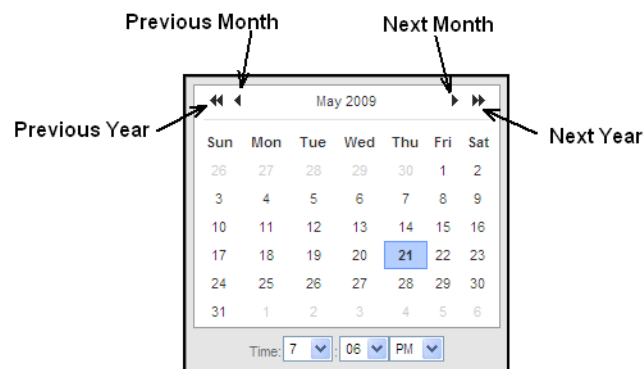 Previous Month
Next Month
May 2009
Previous Year
Next Year
Sun Mon Tue Wed Thu Fri Sat
26 27 28 29 30 1 2
3 4 5 6 7 8 9
10 11 12 13 14 15 16
17 18 19 20 21 22 23
24 25 26 27 28 29 30
31 1 2 3 4 5 6
Time: 7 : 06 PM